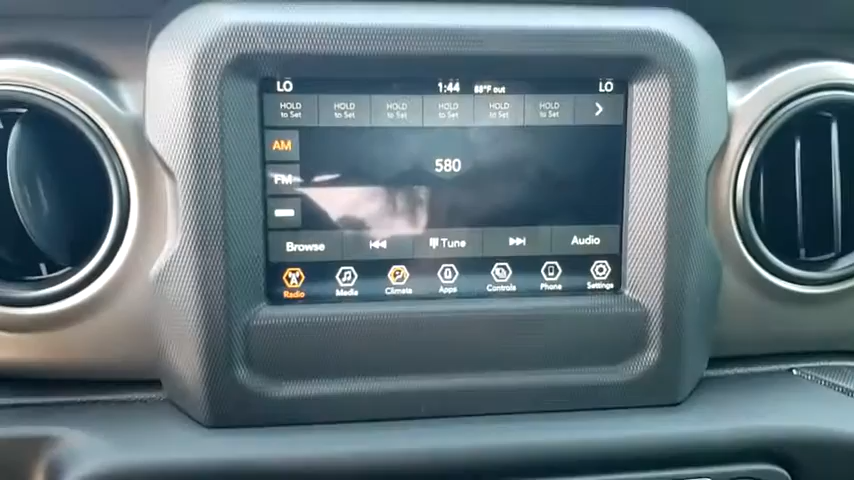 LO 1:44 88°F out LO
HOLD to Set HOLD to Set HOLD to Set HOLD to Set HOLD to Set HOLD to Set
AM
580
FM
Browse Tune Audio
Radio Media Climate Apps Controls Phone Settings